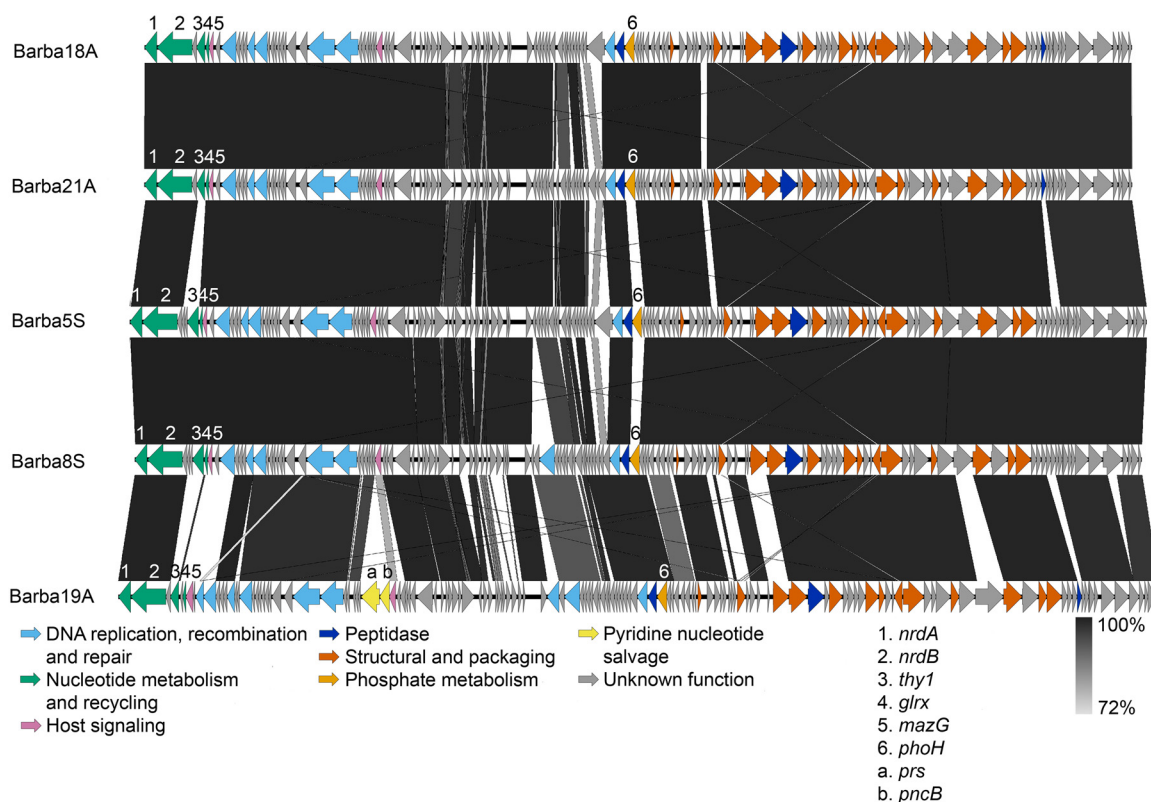 1 2 345 6
Barba18A
1 2 345 6
Barba21A
1 2 345 6
Barba5S
1 2 345 6
Barba8S
1 2 345 a b 6
Barba19A
DNA replication, recombination
and repair
Nucleotide metabolism
and recycling
Host signaling
Peptidase
Structural and packaging
Phosphate metabolism
Pyridine nucleotide
salvage
Unknown function
1. nrdA
2. nrdB
3. thy1
4. glrx
5. mazG
6. phoH
a. prs
b. pncB
100%
72%